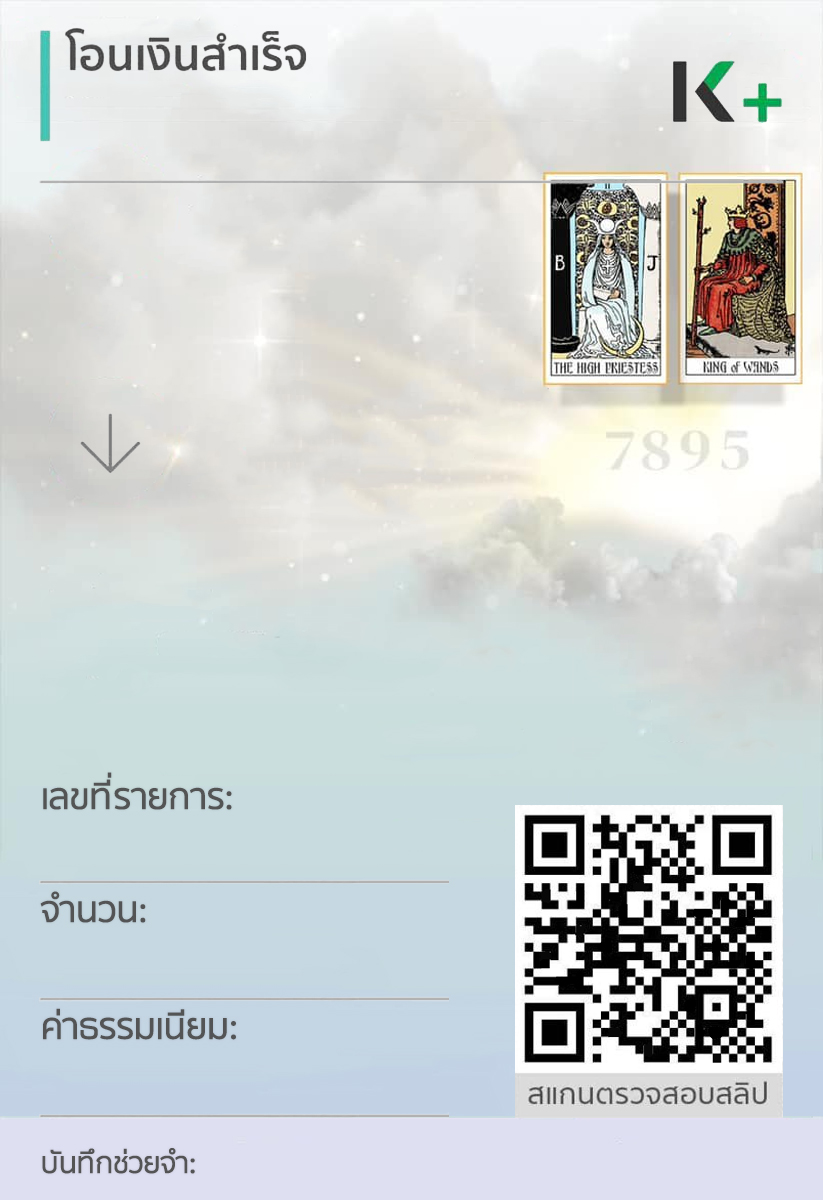 โอนเงินสำเร็จ
K+
II
B J
THE HIGH PRIESTESS
KING of WANDS
7895
เลขที่รายการ:
จำนวน:
ค่าธรรมเนียม:
สแกนตรวจสอบสลิป
บันทึกช่วยจำ: